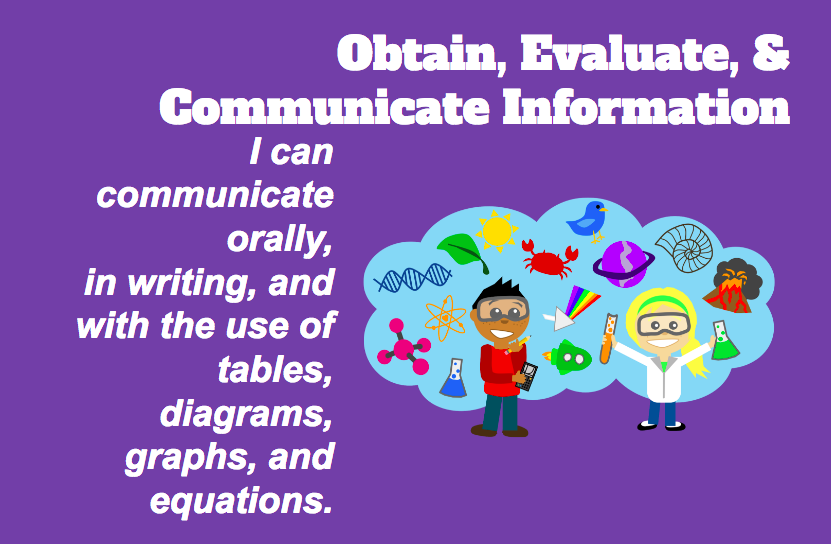 Obtain, Evaluate, &
Communicate Information
I can
communicate
orally,
in writing, and
with the use of
tables,
diagrams,
graphs, and
equations.